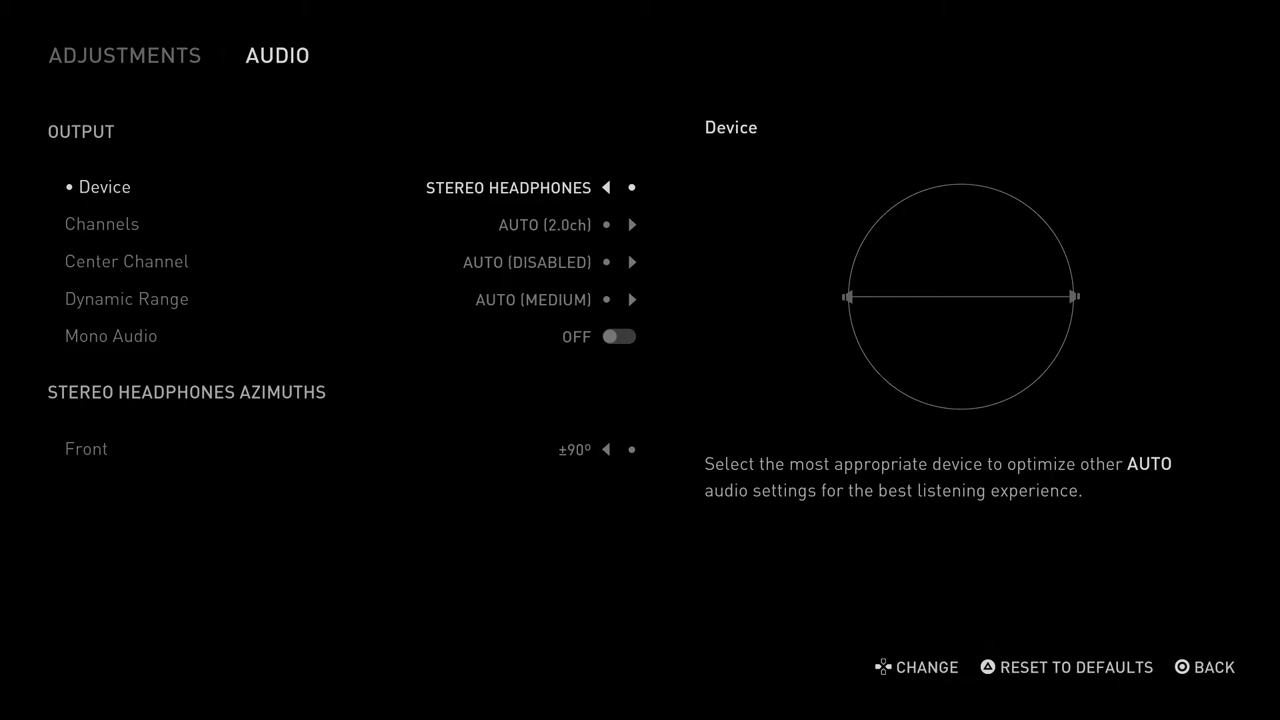 ADJUSTMENTS AUDIO
OUTPUT
• Device STEREO HEADPHONES
Channels AUTO (2.0ch)
Center Channel AUTO (DISABLED)
Dynamic Range AUTO (MEDIUM)
Mono Audio OFF
STEREO HEADPHONES AZIMUTHS
Front ±90º
Device
Select the most appropriate device to optimize other AUTO
audio settings for the best listening experience.
CHANGE RESET TO DEFAULTS BACK